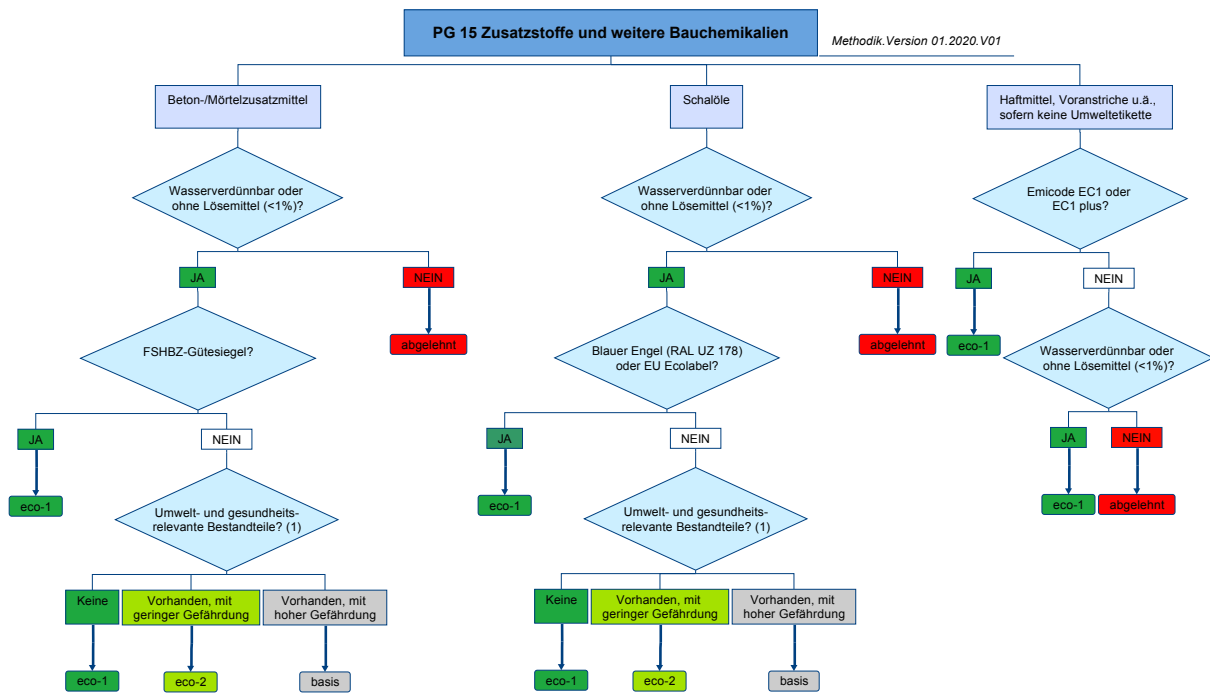 PG 15 Zusatzstoffe und weitere Bauchemikalien
Methodik.Version 01.2020.V01
Beton-/Mörtelzusatzmittel
Schalöle
Haftmittel, Voranstriche u.ä.,
sofern keine Umweltetikette
Wasserverdünnbar oder
ohne Lösemittel (<1%)?
Wasserverdünnbar oder
ohne Lösemittel (<1%)?
Emicode EC1 oder
EC1 plus?
JA
NEIN
JA
NEIN
JA
NEIN
abgelehnt
abgelehnt
eco-1
FSHBZ-Gütesiegel?
Blauer Engel (RAL UZ 178)
oder EU Ecolabel?
Wasserverdünnbar oder
ohne Lösemittel (<1%)?
JA
NEIN
JA
NEIN
JA
NEIN
eco-1
eco-1
eco-1
abgelehnt
Umwelt- und gesundheits-
relevante Bestandteile? (1)
Umwelt- und gesundheits-
relevante Bestandteile? (1)
Keine
Vorhanden, mit
geringer Gefährdung
Vorhanden, mit
hoher Gefährdung
Keine
Vorhanden, mit
geringer Gefährdung
Vorhanden, mit
hoher Gefährdung
eco-1
eco-2
basis
eco-1
eco-2
basis